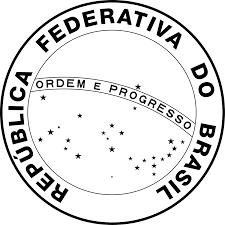 REPÚBLICA FEDERATIVA DO BRASIL
ORDEM E PROGRESSO